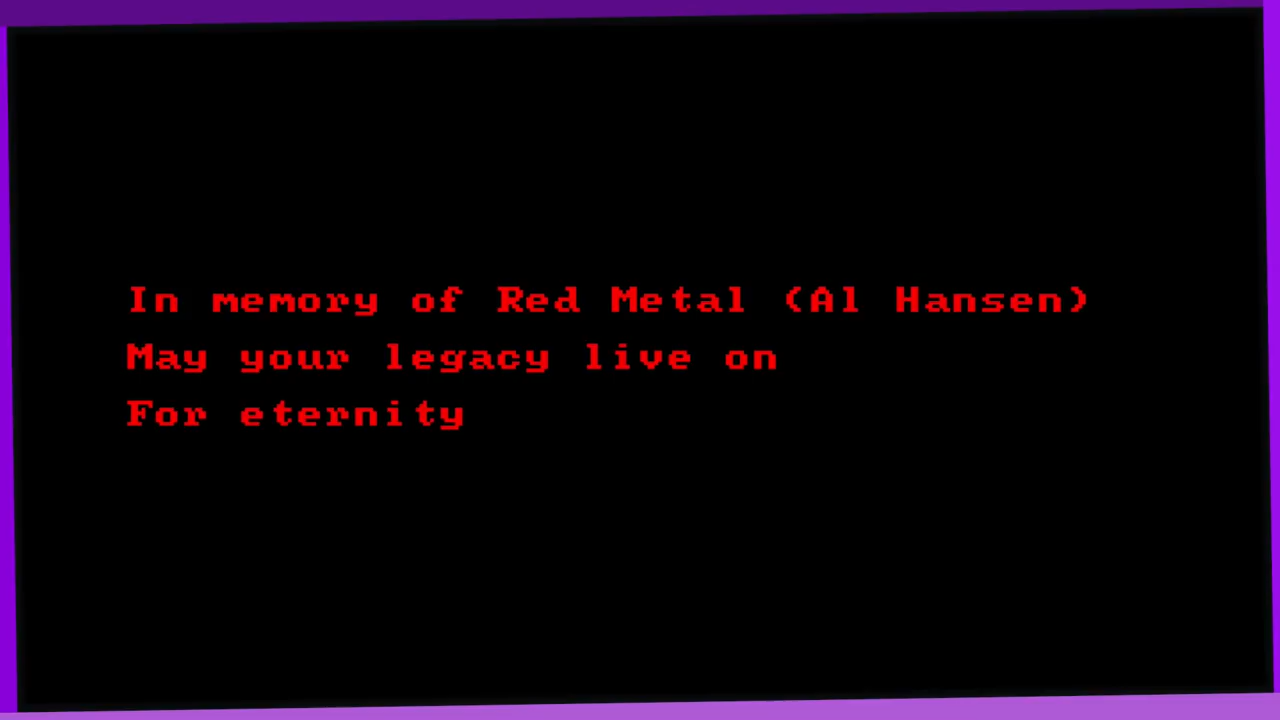 In memory of Red Metal (Al Hansen)
May your legacy live on
For eternity